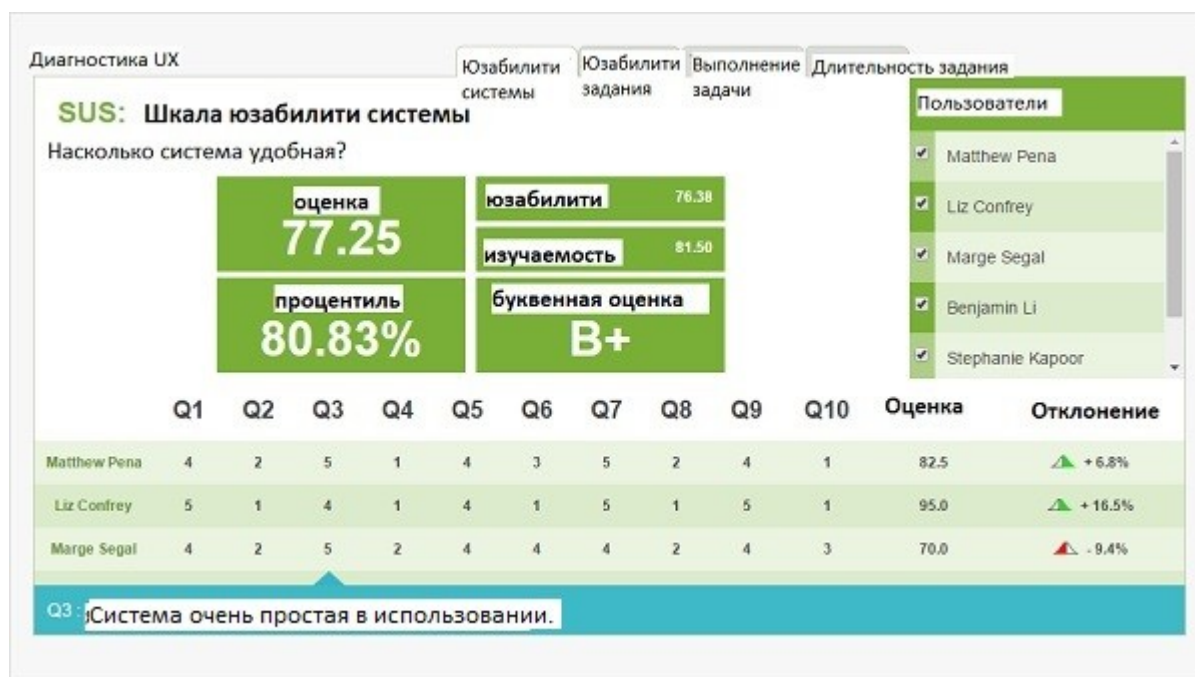 Диагностика UX
Юзабилити системы
Юзабилити задания
Выполнение задачи
Длительность задания
SUS: Шкала юзабилити системы
Насколько система удобная?
оценка
77.25
юзабилити 76.38
изучаемость 81.50
процентиль
80.83%
буквенная оценка
B+
Пользователи
Matthew Pena
Liz Confrey
Marge Segal
Benjamin Li
Stephanie Kapoor
Q1 Q2 Q3 Q4 Q5 Q6 Q7 Q8 Q9 Q10 Оценка Отклонение
Matthew Pena 4 2 5 1 4 3 5 2 4 1 82.5 +6.8%
Liz Confrey 5 1 4 1 4 1 5 1 5 1 95.0 +16.5%
Marge Segal 4 2 5 2 4 4 4 2 4 3 70.0 -9.4%
Q3 : Система очень простая в использовании.